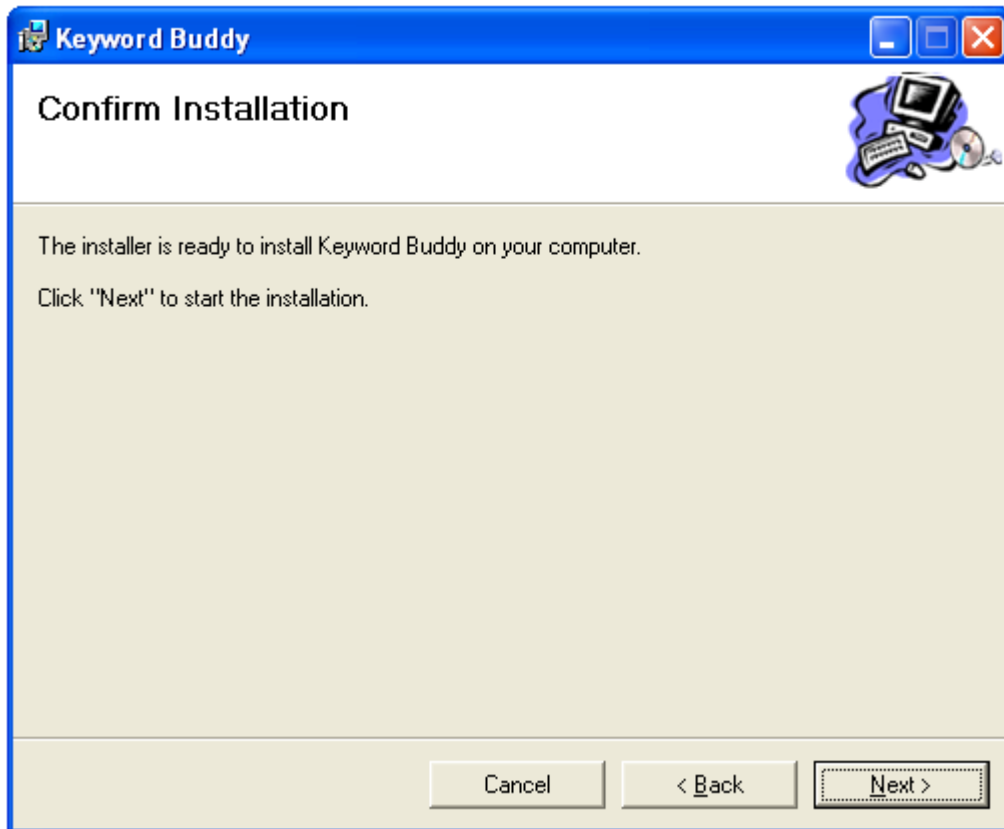 Keyword Buddy
Confirm Installation
The installer is ready to install Keyword Buddy on your computer.
Click "Next" to start the installation.
Cancel
< Back
Next >